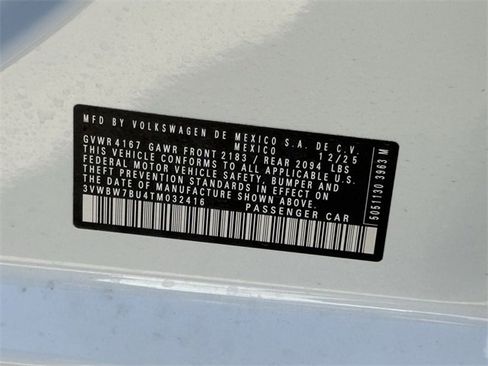 MFD BY VOLKSWAGEN DE MEXICO S.A. DE C.V.
MEXICO 12/25
GVWR 4167 GAWR FRONT 2183 / REAR 2094 LBS
THIS VEHICLE CONFORMS TO ALL APPLICABLE U.S.
FEDERAL MOTOR VEHICLE SAFETY, BUMPER AND
THEFT PREVENTION STANDARDS IN EFFECT ON
THE DATE OF MANUFACTURE SHOWN ABOVE.
3VWBW7BU4TM032416
PASSENGER CAR
5051130 3963 M